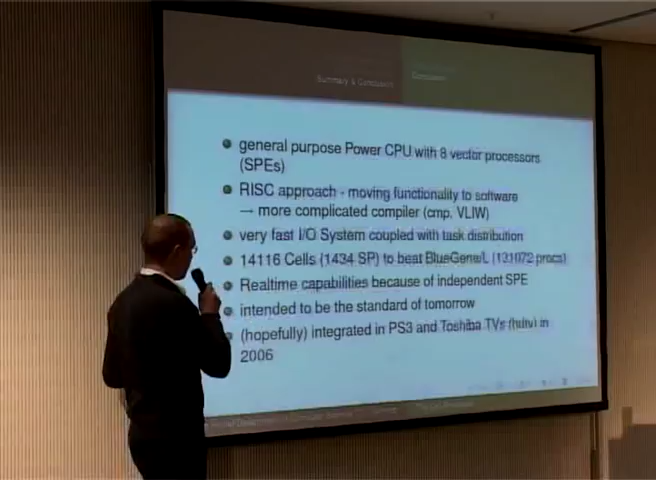 Summary & Conclusion
Conclusion
general purpose Power CPU with 8 vector processors
(SPEs)
RISC approach - moving functionality to software
→ more complicated compiler (cmp. VLIW)
very fast I/O System coupled with task distribution
14116 Cells (1434 SP) to beat BlueGene/L (131072 procs)
Realtime capabilities because of independent SPE
intended to be the standard of tomorrow
(hopefully) integrated in PS3 and Toshiba TVs (hdtv) in
2006